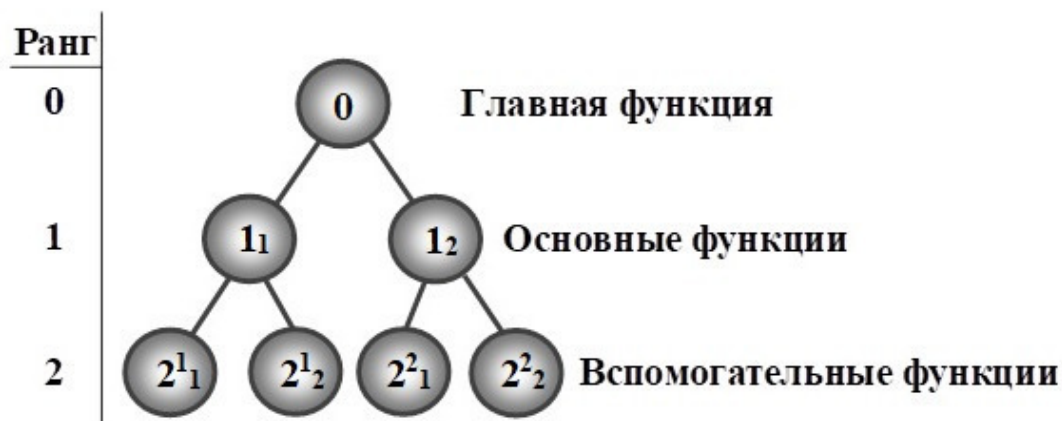 Ранг
0 0 Главная функция
1 1₁ 1₂ Основные функции
2 2¹₁ 2¹₂ 2²₁ 2²₂ Вспомогательные функции